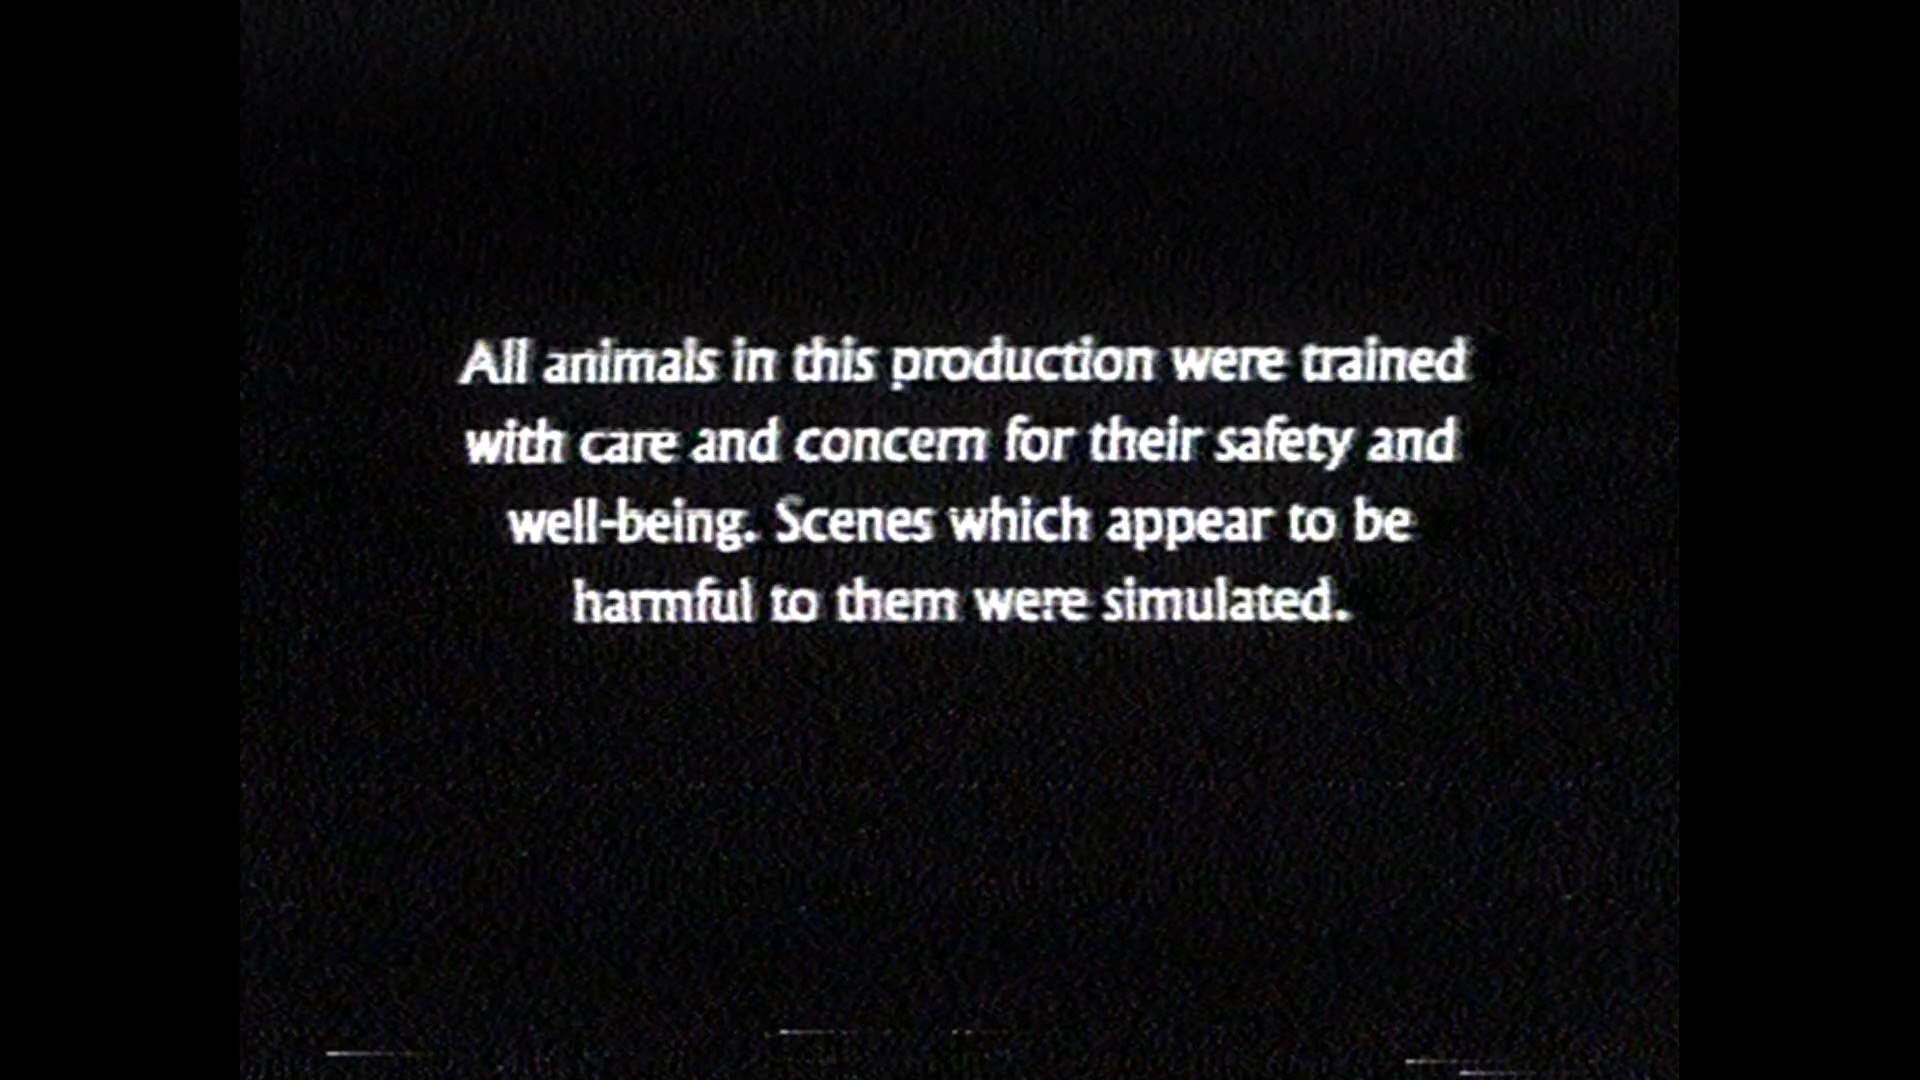 All animals in this production were trained
with care and concern for their safety and
well-being. Scenes which appear to be
harmful to them were simulated.